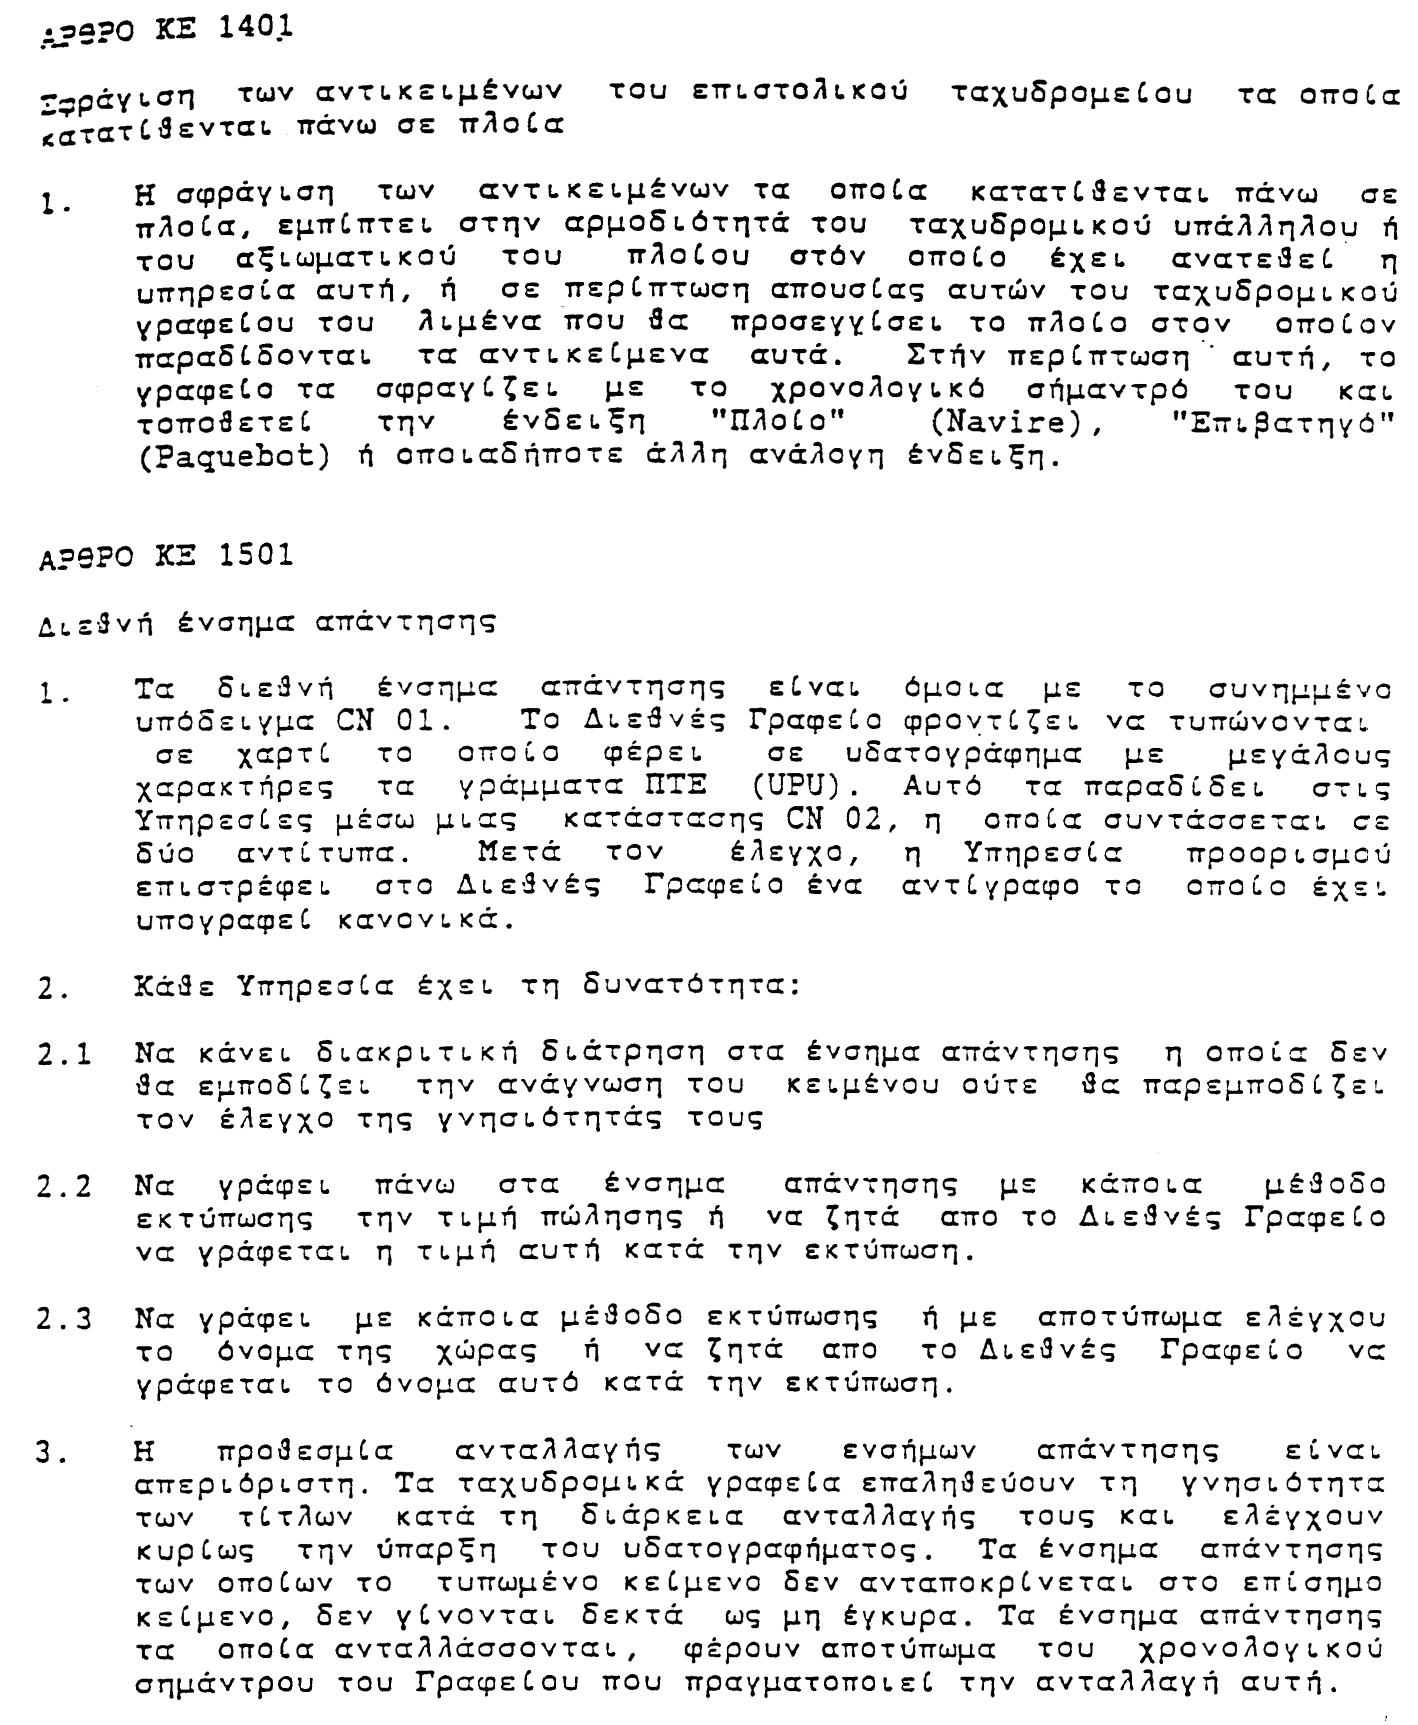 ΑΡΘΡΟ ΚΕ 1401
Σφράγιση των αντικειμένων του επιστολικού ταχυδρομείου τα οποία
κατατίθενται πάνω σε πλοία
1. Η σφράγιση των αντικειμένων τα οποία κατατίθενται πάνω σε
πλοία, εμπίπτει στην αρμοδιότητά του ταχυδρομικού υπάλληλου ή
του αξιωματικού του πλοίου στόν οποίο έχει ανατεθεί η
υπηρεσία αυτή, ή σε περίπτωση απουσίας αυτών του ταχυδρομικού
γραφείου του λιμένα που θα προσεγγίσει το πλοίο στον οποίον
παραδίδονται τα αντικείμενα αυτά. Στήν περίπτωση αυτή, το
γραφείο τα σφραγίζει με το χρονολογικό σήμαντρό του και
τοποθετεί την ένδειξη "Πλοίο" (Navire), "Επιβατηγό"
(Paquebot) ή οποιαδήποτε άλλη ανάλογη ένδειξη.
ΑΡΘΡΟ ΚΕ 1501
Διεθνή ένσημα απάντησης
1. Τα διεθνή ένσημα απάντησης είναι όμοια με το συνημμένο
υπόδειγμα CN 01. Το Διεθνές Γραφείο φροντίζει να τυπώνονται
σε χαρτί το οποίο φέρει σε υδατογράφημα με μεγάλους
χαρακτήρες τα γράμματα ΠΤΕ (UPU). Αυτό τα παραδίδει στις
Υπηρεσίες μέσω μιας κατάστασης CN 02, η οποία συντάσσεται σε
δύο αντίτυπα. Μετά τον έλεγχο, η Υπηρεσία προορισμού
επιστρέφει στο Διεθνές Γραφείο ένα αντίγραφο το οποίο έχει
υπογραφεί κανονικά.
2. Κάθε Υπηρεσία έχει τη δυνατότητα:
2.1 Να κάνει διακριτική διάτρηση στα ένσημα απάντησης η οποία δεν
θα εμποδίζει την ανάγνωση του κειμένου ούτε θα παρεμποδίζει
τον έλεγχο της γνησιότητάς τους
2.2 Να γράφει πάνω στα ένσημα απάντησης με κάποια μέθοδο
εκτύπωσης την τιμή πώλησης ή να ζητά απο το Διεθνές Γραφείο
να γράφεται η τιμή αυτή κατά την εκτύπωση.
2.3 Να γράφει με κάποια μέθοδο εκτύπωσης ή με αποτύπωμα ελέγχου
το όνομα της χώρας ή να ζητά απο το Διεθνές Γραφείο να
γράφεται το όνομα αυτό κατά την εκτύπωση.
3. Η προθεσμία ανταλλαγής των ενσήμων απάντησης είναι
απεριόριστη. Τα ταχυδρομικά γραφεία επαληθεύουν τη γνησιότητα
των τίτλων κατά τη διάρκεια ανταλλαγής τους και ελέγχουν
κυρίως την ύπαρξη του υδατογραφήματος. Τα ένσημα απάντησης
των οποίων το τυπωμένο κείμενο δεν ανταποκρίνεται στο επίσημο
κείμενο, δεν γίνονται δεκτά ως μη έγκυρα. Τα ένσημα απάντησης
τα οποία ανταλλάσσονται, φέρουν αποτύπωμα του χρονολογικού
σημάντρου του Γραφείου που πραγματοποιεί την ανταλλαγή αυτή.